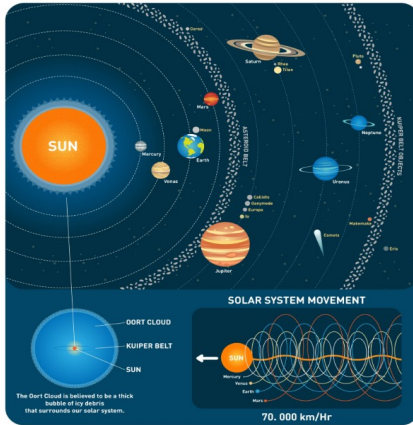 Ceres
Saturn
Rhea
Titan
Pluto
Mars
Moon
SUN
Mercury
Earth
Venus
ASTEROID BELT
Neptune
KUIPER BELT OBJECTS
Uranus
Callisto
Ganymede
Europa
Io
Makemake
Comets
Eris
Jupiter
OORT CLOUD
KUIPER BELT
SUN
The Oort Cloud is believed to be a thick
bubble of icy debris
that surrounds our solar system.
SOLAR SYSTEM MOVEMENT
SUN
Mercury
Venus
Earth
Mars
70. 000 km/Hr